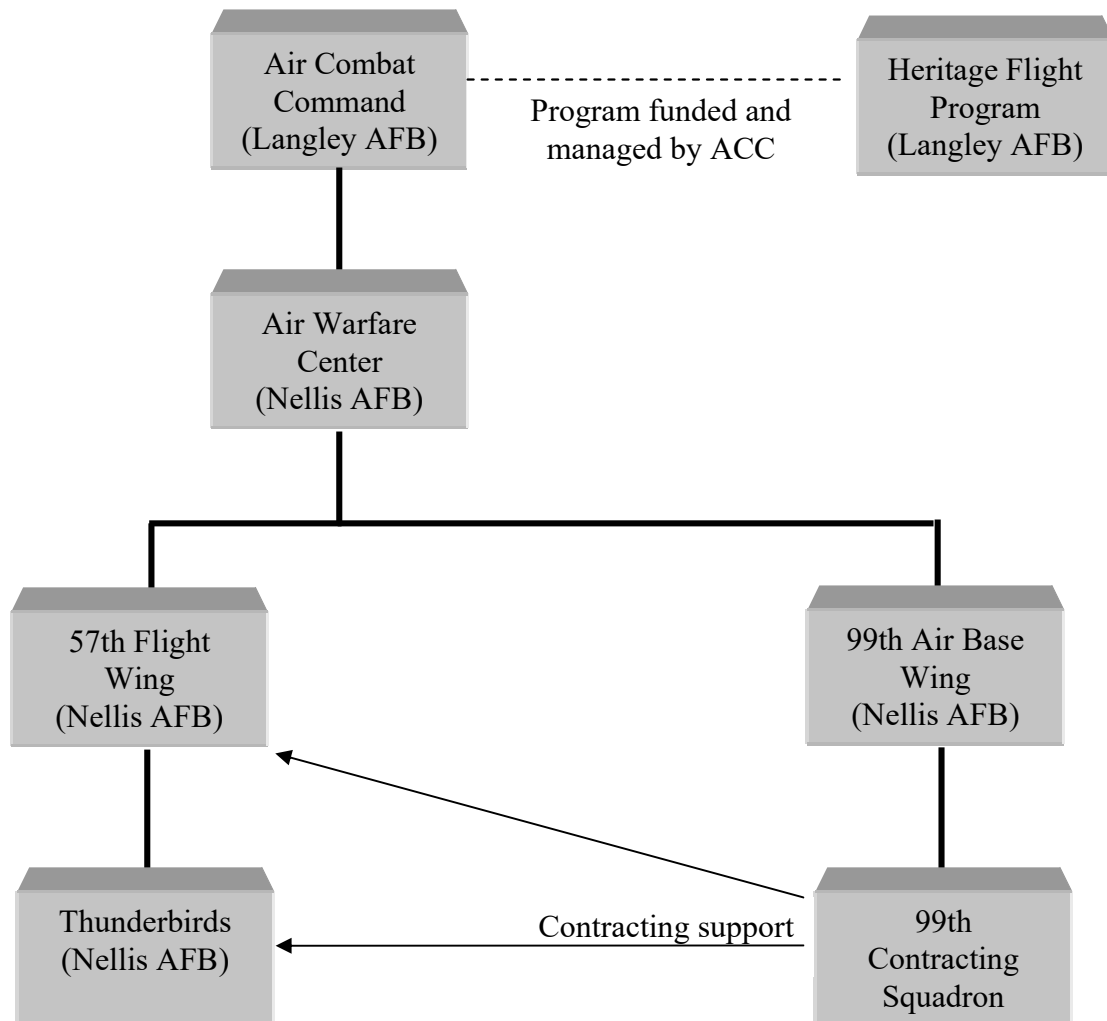 Air Combat
Command
(Langley AFB)
Program funded and
managed by ACC
Heritage Flight
Program
(Langley AFB)
Air Warfare
Center
(Nellis AFB)
57th Flight
Wing
(Nellis AFB)
99th Air Base
Wing
(Nellis AFB)
Thunderbirds
(Nellis AFB)
Contracting support
99th
Contracting
Squadron